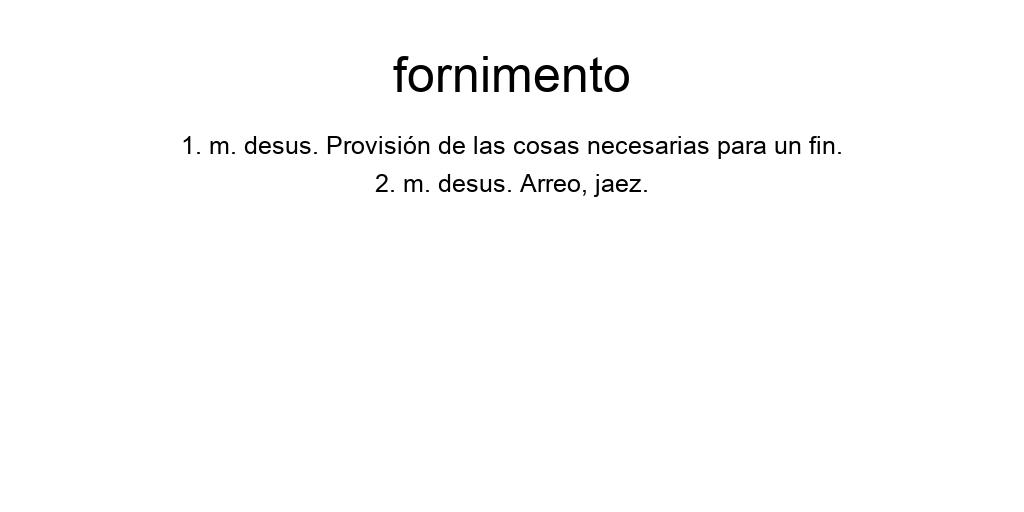 fornimento
1. m. desus. Provisión de las cosas necesarias para un fin.
2. m. desus. Arreo, jaez.